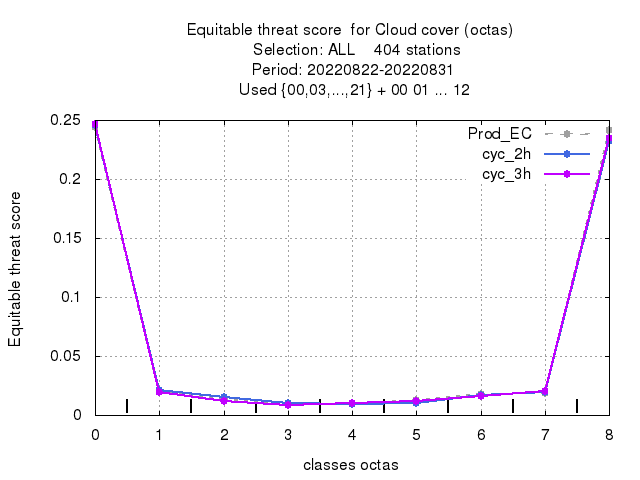 Equitable threat score  for Cloud cover (octas)
Selection: ALL    404 stations
Period: 20220822-20220831
Used {00,03,...,21} + 00 01 ... 12
Prod_EC
cyc_2h
cyc_3h
Equitable threat score
0.25
0.2
0.15
0.1
0.05
0
0 1 2 3 4 5 6 7 8
classes octas